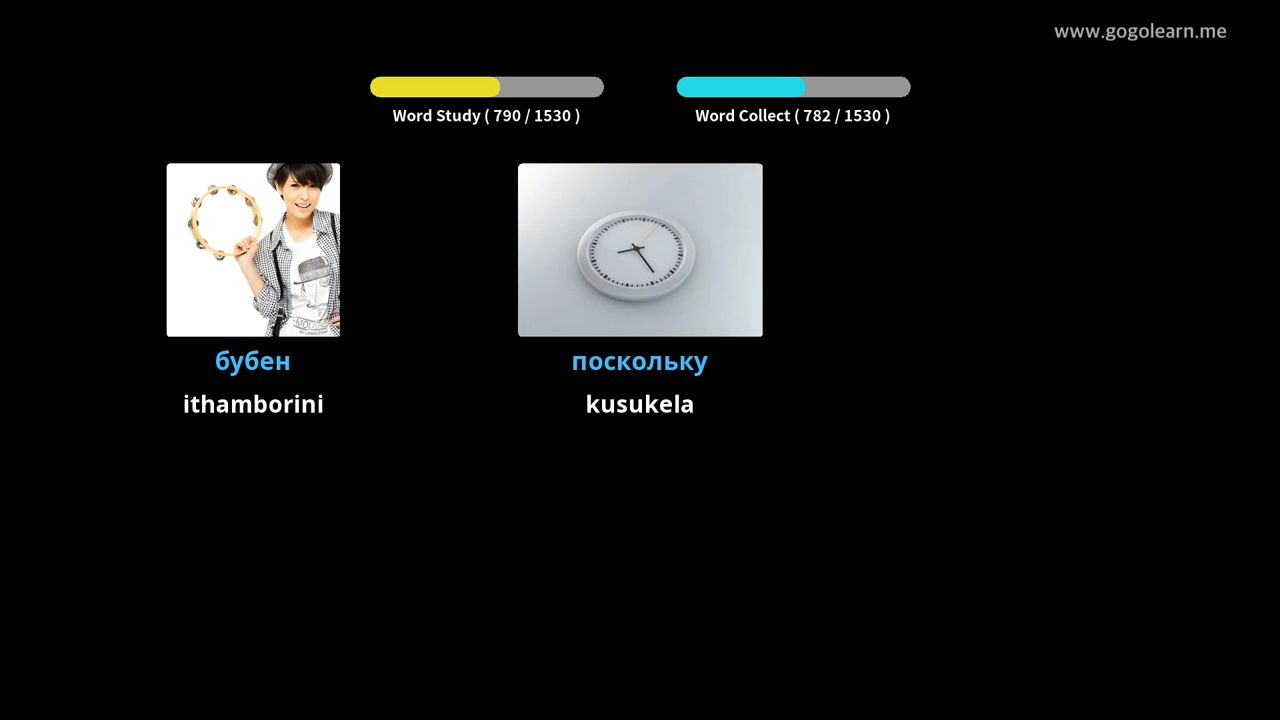 www.gogolearn.me
Word Study ( 790 / 1530 )
Word Collect ( 782 / 1530 )
бубен
ithamborini
поскольку
kusukela